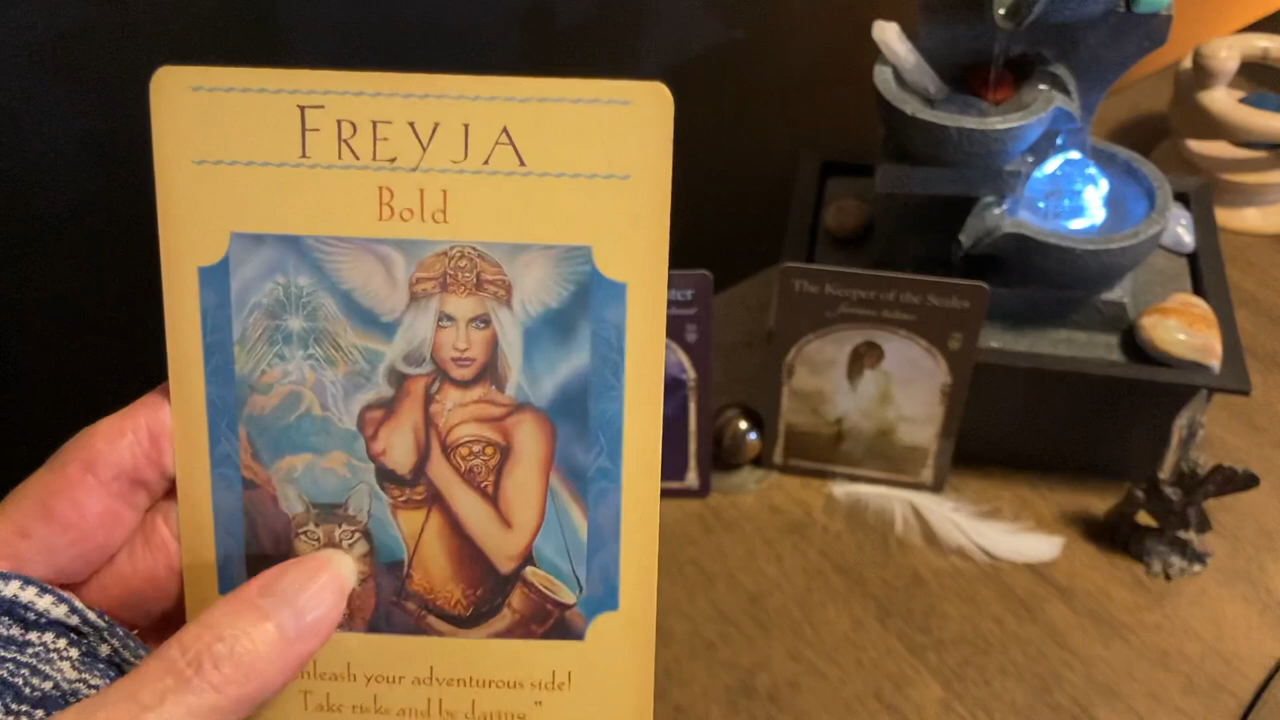 FREYJA
Bold
nleash your adventurous side!
Take risks and be daring."
The Keeper of the Scales